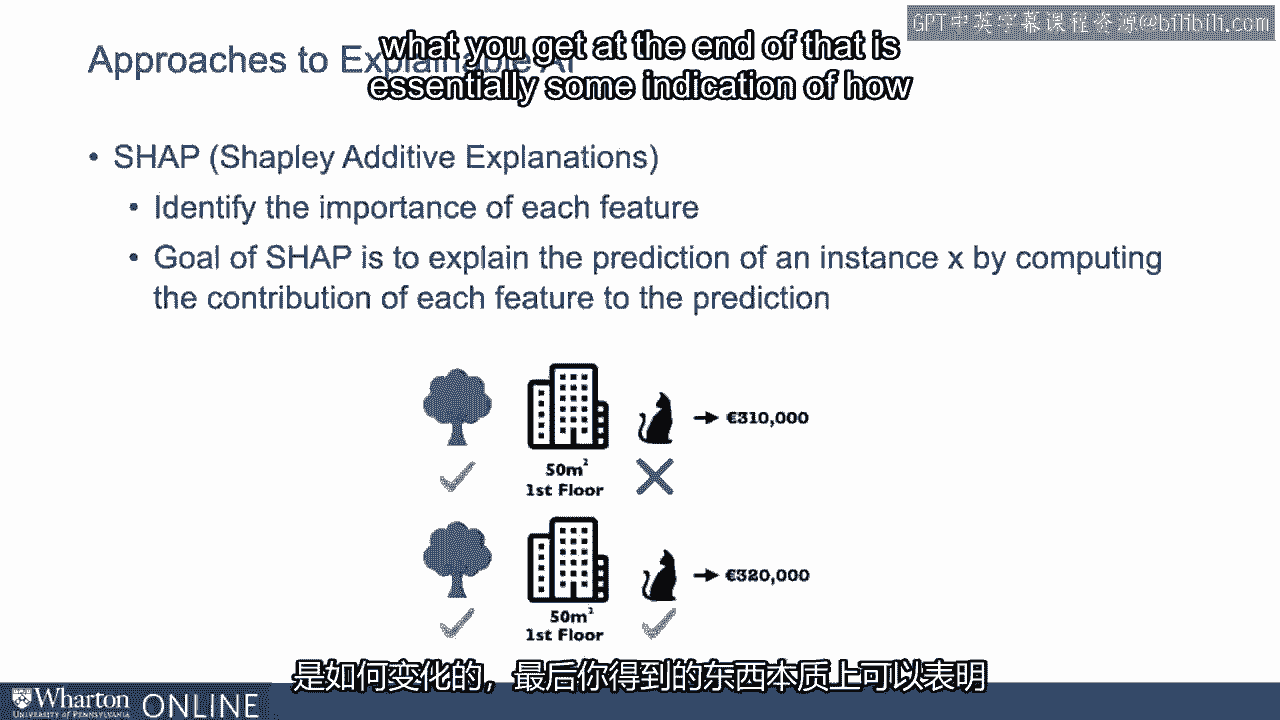 GPT中英字幕课程资源@bilibili.com
what you get at the end of that is
essentially some indication of how
Approaches to Explainable AI
• SHAP (Shapley Additive Explanations)
• Identify the importance of each feature
• Goal of SHAP is to explain the prediction of an instance x by computing
the contribution of each feature to the prediction
€310,000
50m²
1st Floor
€320,000
50m²
1st Floor
是如何变化的，最后你得到的东西本质上可以表明
Wharton ONLINE
UNIVERSITY OF PENNSYLVANIA